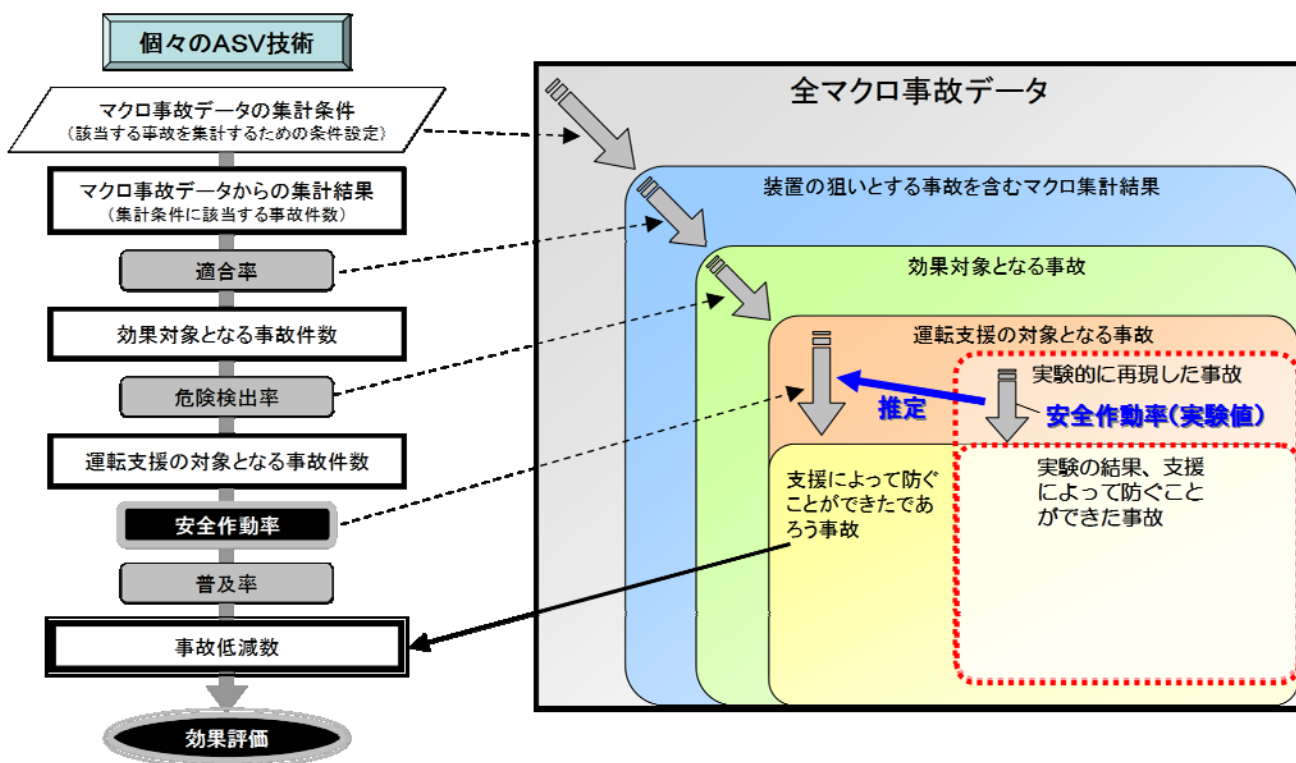 個々のASV技術
マクロ事故データの集計条件
(該当する事故を集計するための条件設定)
マクロ事故データからの集計結果
(集計条件に該当する事故件数)
適合率
効果対象となる事故件数
危険検出率
運転支援の対象となる事故件数
安全作動率
普及率
事故低減数
効果評価
全マクロ事故データ
装置の狙いとする事故を含むマクロ集計結果
効果対象となる事故
運転支援の対象となる事故
実験的に再現した事故
推定
安全作動率(実験値)
支援によって防ぐ
ことができたであ
ろう事故
実験の結果、支援
によって防ぐこと
ができた事故